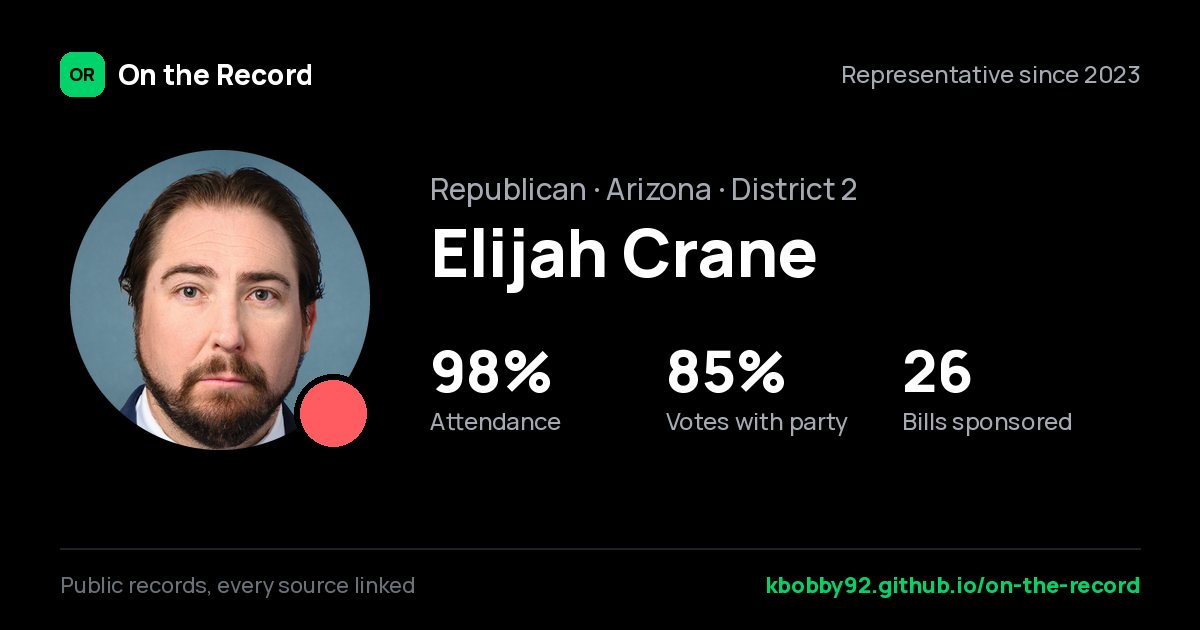 OR On the Record
Representative since 2023
Republican · Arizona · District 2
Elijah Crane
98% 85% 26
Attendance Votes with party Bills sponsored
Public records, every source linked
kbobby92.github.io/on-the-record